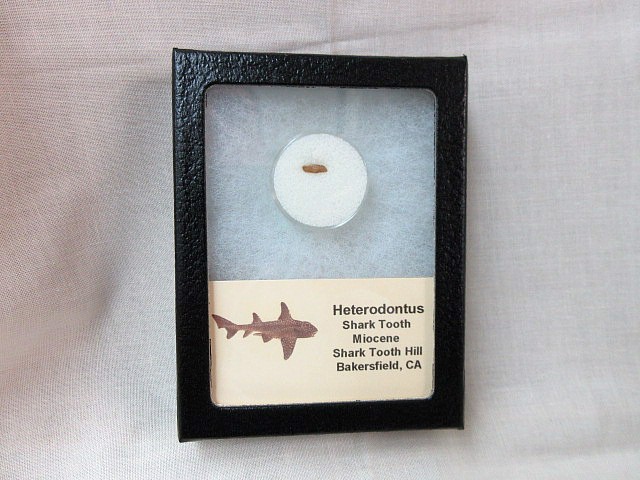 Heterodontus
Shark Tooth
Miocene
Shark Tooth Hill
Bakersfield, CA